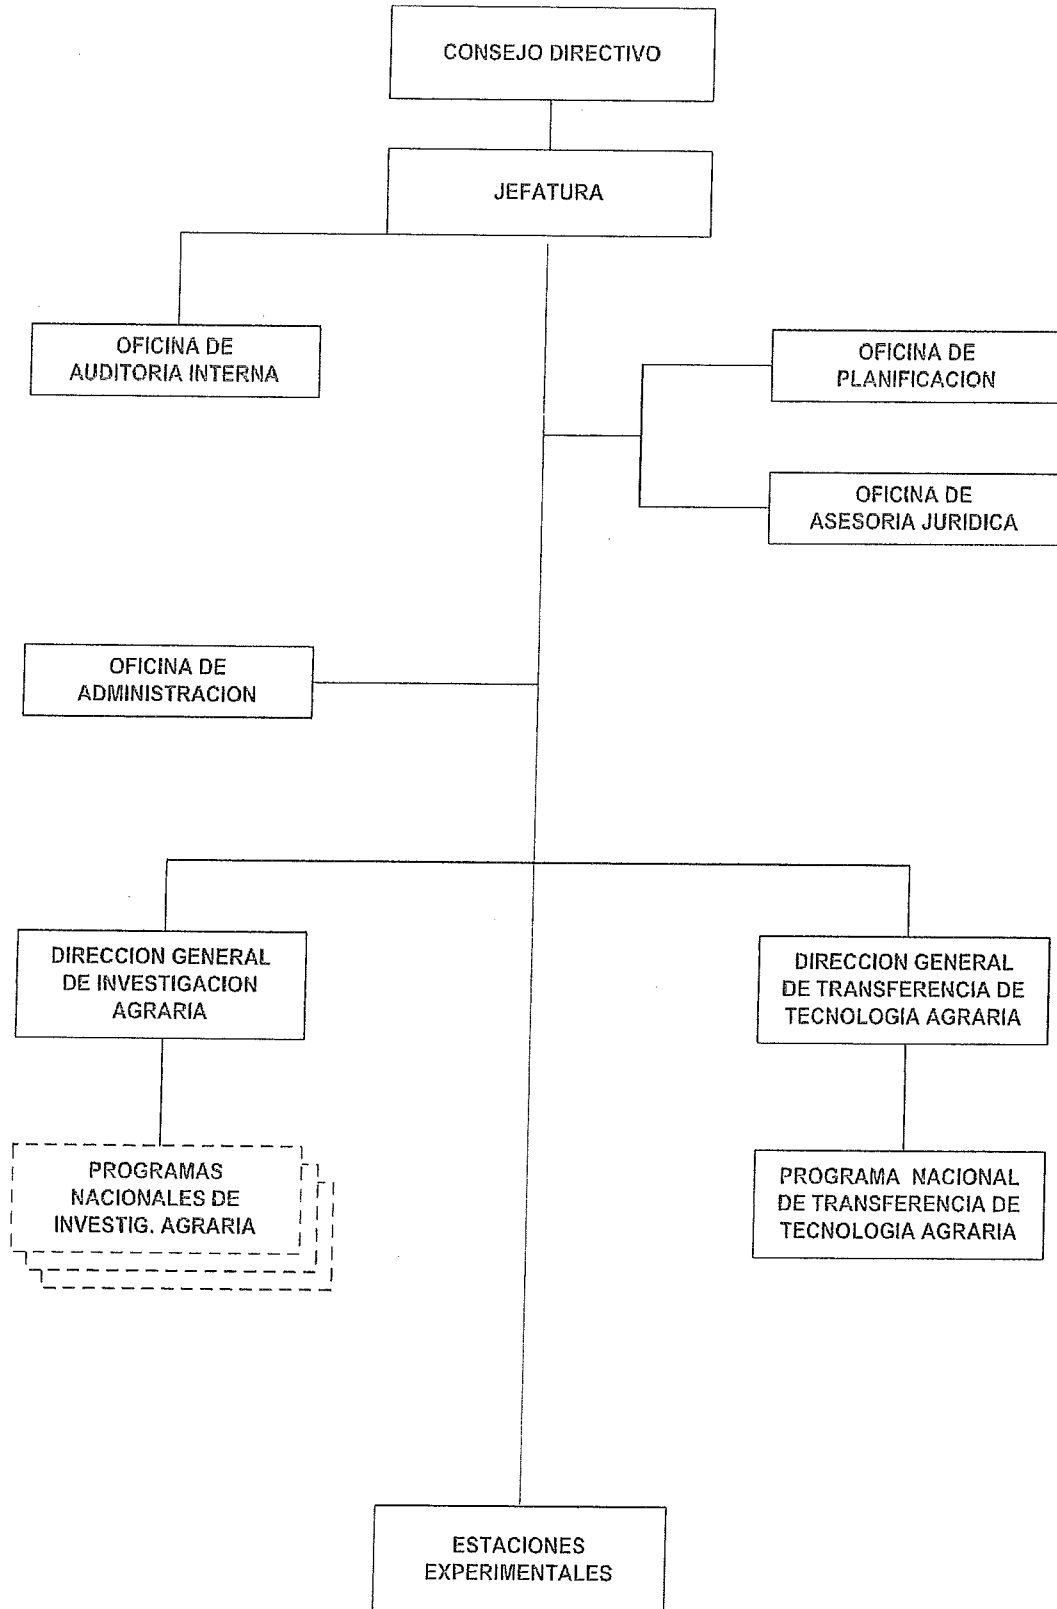 CONSEJO DIRECTIVO
JEFATURA
OFICINA DE
AUDITORIA INTERNA
OFICINA DE
PLANIFICACION
OFICINA DE
ASESORIA JURIDICA
OFICINA DE
ADMINISTRACION
DIRECCION GENERAL
DE INVESTIGACION
AGRARIA
DIRECCION GENERAL
DE TRANSFERENCIA DE
TECNOLOGIA AGRARIA
PROGRAMAS
NACIONALES DE
INVESTIG. AGRARIA
PROGRAMA NACIONAL
DE TRANSFERENCIA DE
TECNOLOGIA AGRARIA
ESTACIONES
EXPERIMENTALES